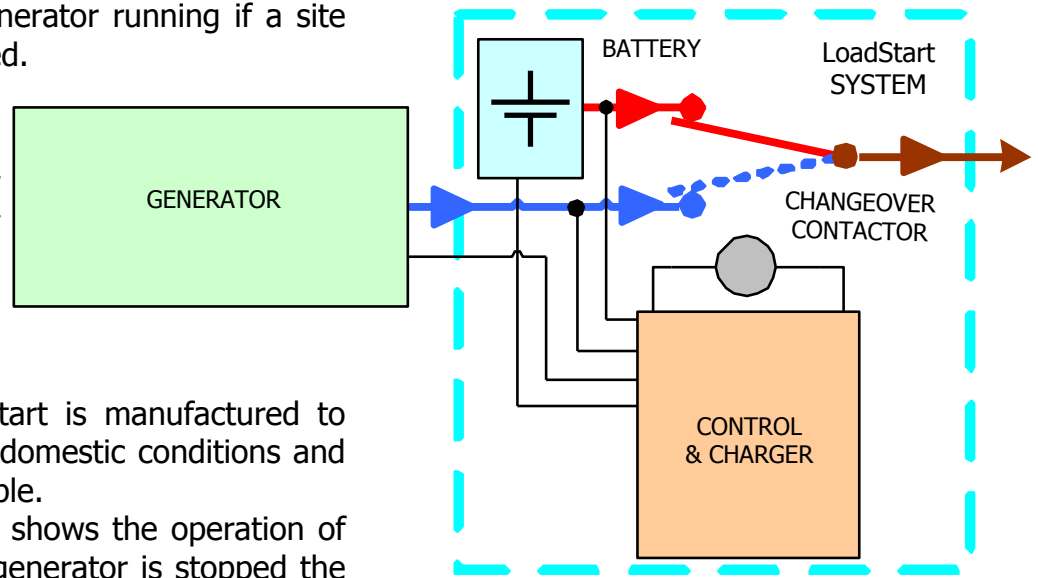 nerator running if a site
ed.
GENERATOR
BATTERY
LoadStart
SYSTEM
CHANGEOVER
CONTACTOR
CONTROL
& CHARGER
tart is manufactured to
domestic conditions and
ble.
shows the operation of
generator is stopped the